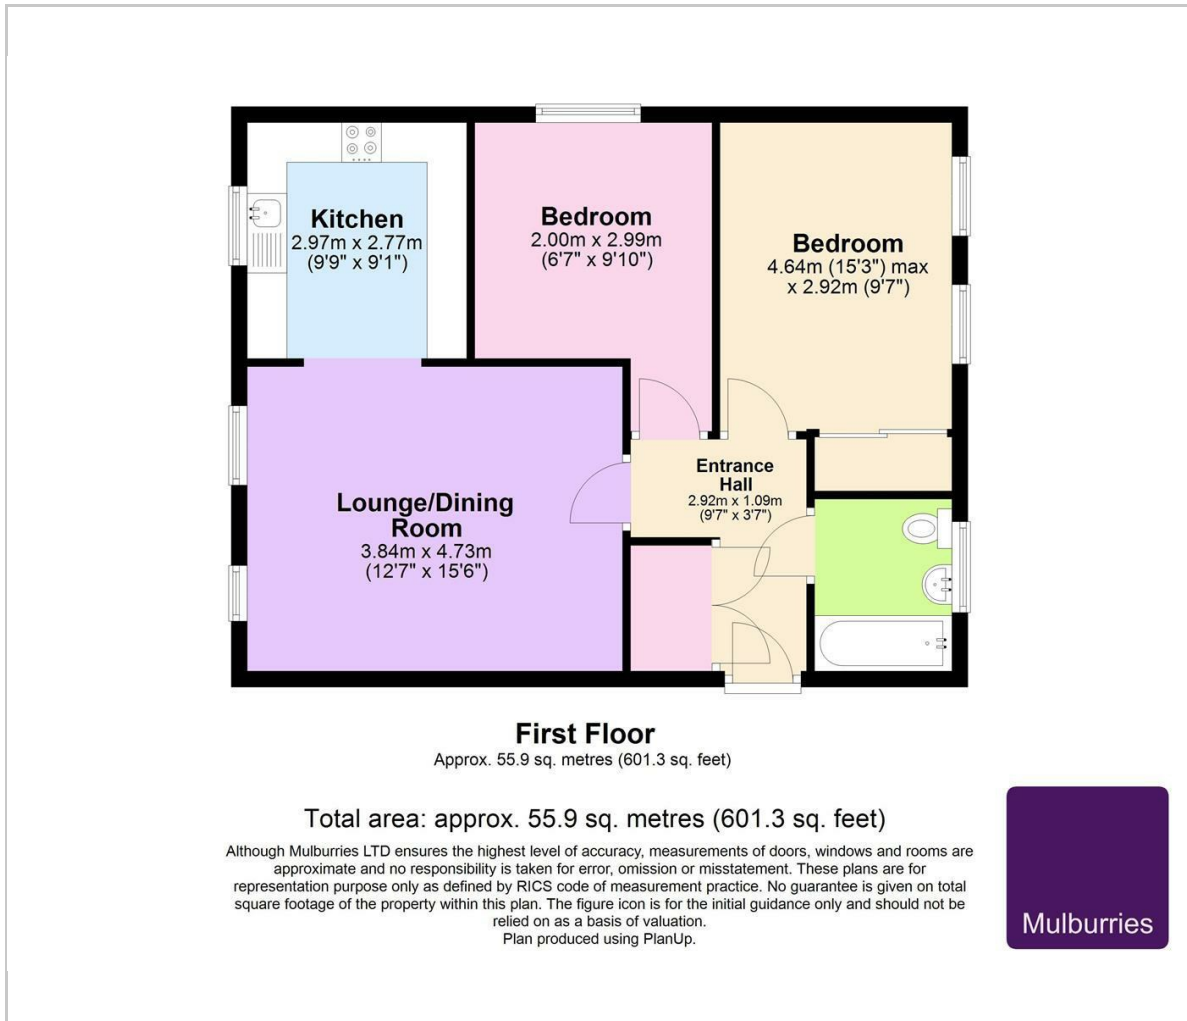 Kitchen
2.97m x 2.77m
(9'9" x 9'1")
Bedroom
2.00m x 2.99m
(6'7" x 9'10")
Bedroom
4.64m (15'3") max
x 2.92m (9'7")
Lounge/Dining
Room
3.84m x 4.73m
(12'7" x 15'6")
Entrance
Hall
2.92m x 1.09m
(9'7" x 3'7")
First Floor
Approx. 55.9 sq. metres (601.3 sq. feet)
Total area: approx. 55.9 sq. metres (601.3 sq. feet)
Although Mulburries LTD ensures the highest level of accuracy, measurements of doors, windows and rooms are
approximate and no responsibility is taken for error, omission or misstatement. These plans are for
representation purpose only as defined by RICS code of measurement practice. No guarantee is given on total
square footage of the property within this plan. The figure icon is for the initial guidance only and should not be
relied on as a basis of valuation.
Plan produced using PlanUp.
Mulburries